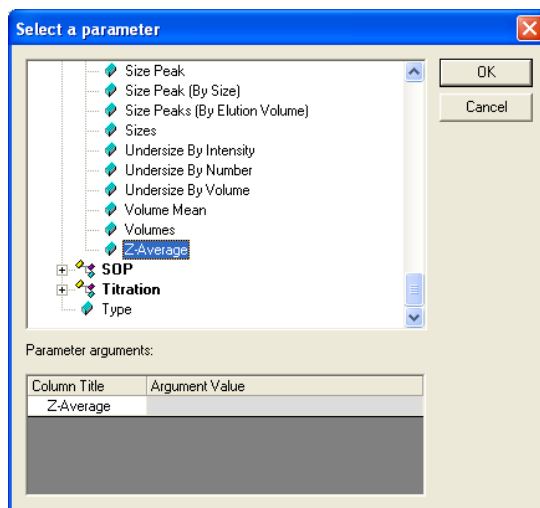 Select a parameter
Size Peak
Size Peak (By Size)
Size Peaks (By Elution Volume)
Sizes
Undersize By Intensity
Undersize By Number
Undersize By Volume
Volume Mean
Volumes
Z-Average
SOP
Titration
Type
OK
Cancel
Parameter arguments:
Column Title Argument Value
Z-Average